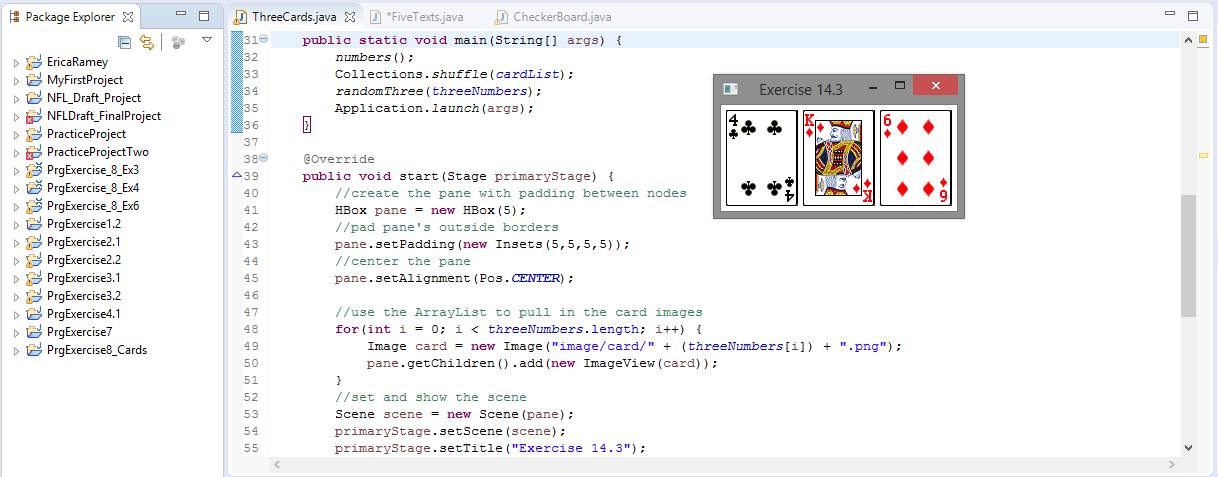 Package Explorer
EricaRamey
MyFirstProject
NFL_Draft_Project
NFLDraft_FinalProject
PracticeProject
PracticeProjectTwo
PrgExercise_8_Ex3
PrgExercise_8_Ex4
PrgExercise_8_Ex6
PrgExercise1.2
PrgExercise2.1
PrgExercise2.2
PrgExercise3.1
PrgExercise3.2
PrgExercise4.1
PrgExercise7
PrgExercise8_Cards
ThreeCards.java *FiveTexts.java CheckerBoard.java
31 public static void main(String[] args) {
32 numbers();
33 Collections.shuffle(cardList);
34 randomThree(threeNumbers);
35 Application.launch(args);
36 }
37
38 @Override
39 public void start(Stage primaryStage) {
40 //create the pane with padding between nodes
41 HBox pane = new HBox(5);
42 //pad pane's outside borders
43 pane.setPadding(new Insets(5,5,5,5));
44 //center the pane
45 pane.setAlignment(Pos.CENTER);
46
47 //use the ArrayList to pull in the card images
48 for(int i = 0; i < threeNumbers.length; i++) {
49 Image card = new Image("image/card/" + (threeNumbers[i]) + ".png");
50 pane.getChildren().add(new ImageView(card));
51 }
52 //set and show the scene
53 Scene scene = new Scene(pane);
54 primaryStage.setScene(scene);
55 primaryStage.setTitle("Exercise 14.3");
Exercise 14.3
4 K 6
4 K 6